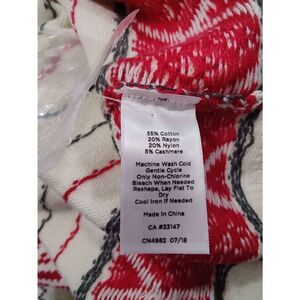 55% Cotton
20% Rayon
20% Nylon
5% Cashmere
Machine Wash Cold
Gentle Cycle
Only Non-Chlorine
Bleach When Needed
Reshape, Lay Flat To
Dry
Cool Iron If Needed
Made In China
CA #23147
CN4982 07/18